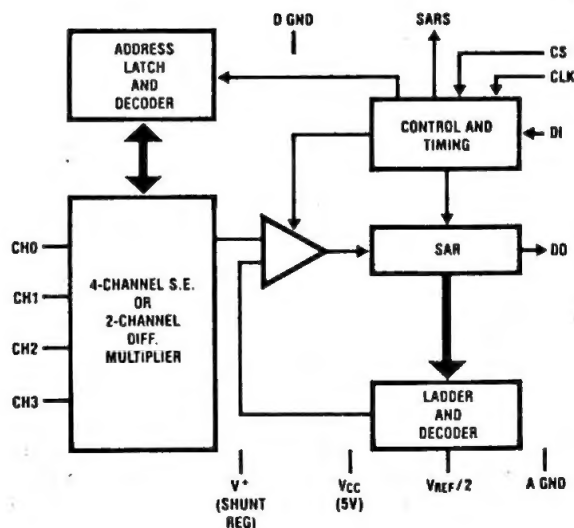 D GND
SARS
ADDRESS
LATCH
AND
DECODER
CS
CLK
CONTROL AND
TIMING
DI
CH0
CH1
CH2
CH3
4-CHANNEL S.E.
OR
2-CHANNEL
DIFF.
MULTIPLIER
SAR
DO
LADDER
AND
DECODER
V+
(SHUNT
REG)
VCC
(5V)
VREF/2
A GND